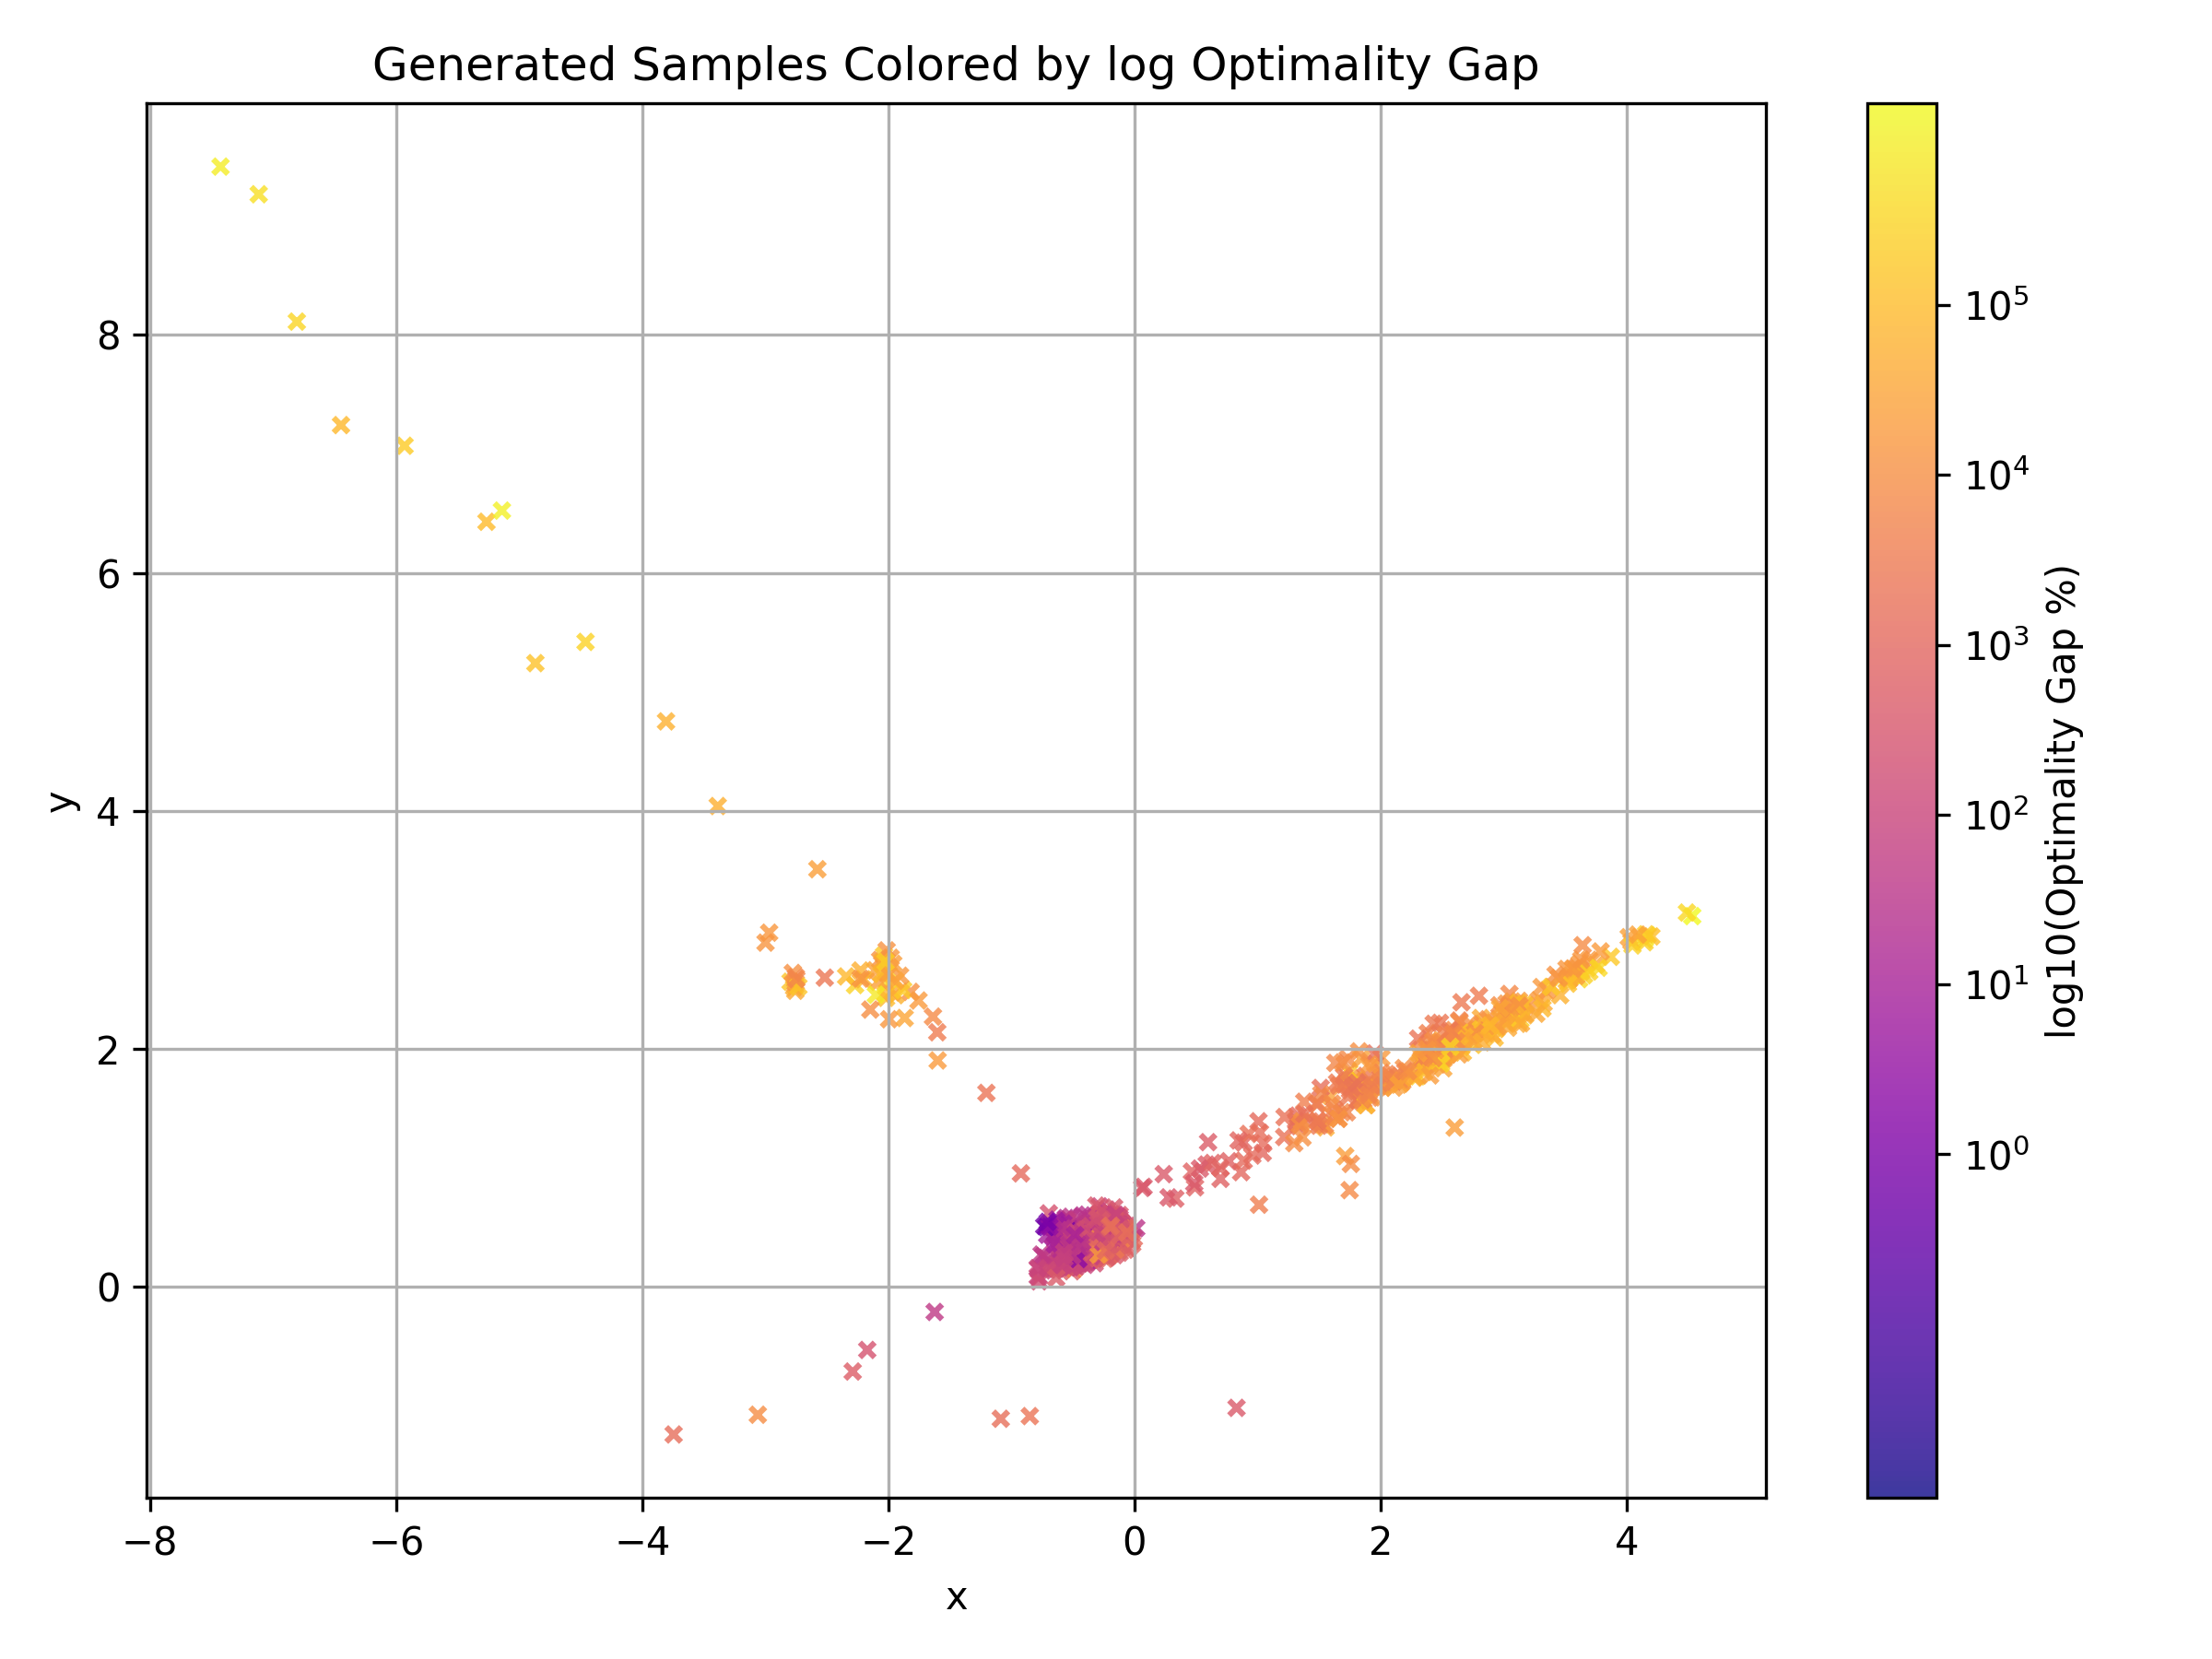 Generated Samples Colored by log Optimality Gap
y
8
6
4
2
0
−8 −6 −4 −2 0 2 4
x
10⁵
10⁴
10³
10²
10¹
10⁰
log10(Optimality Gap %)